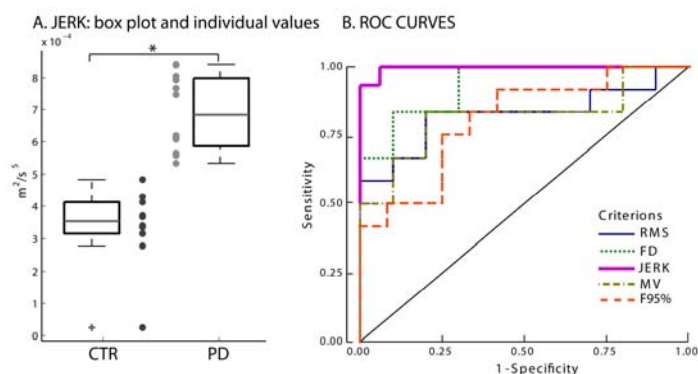 A. JERK: box plot and individual values
B. ROC CURVES
x 10⁻⁴
*
8
7
6
5
4
3
2
1
0
m²/s⁵
CTR
PD
+
1.00
0.75
0.50
0.25
0.00
Sensitivity
Criterions
RMS
FD
JERK
MV
F95%
0.00
0.25
0.50
0.75
1.00
1-Specificity